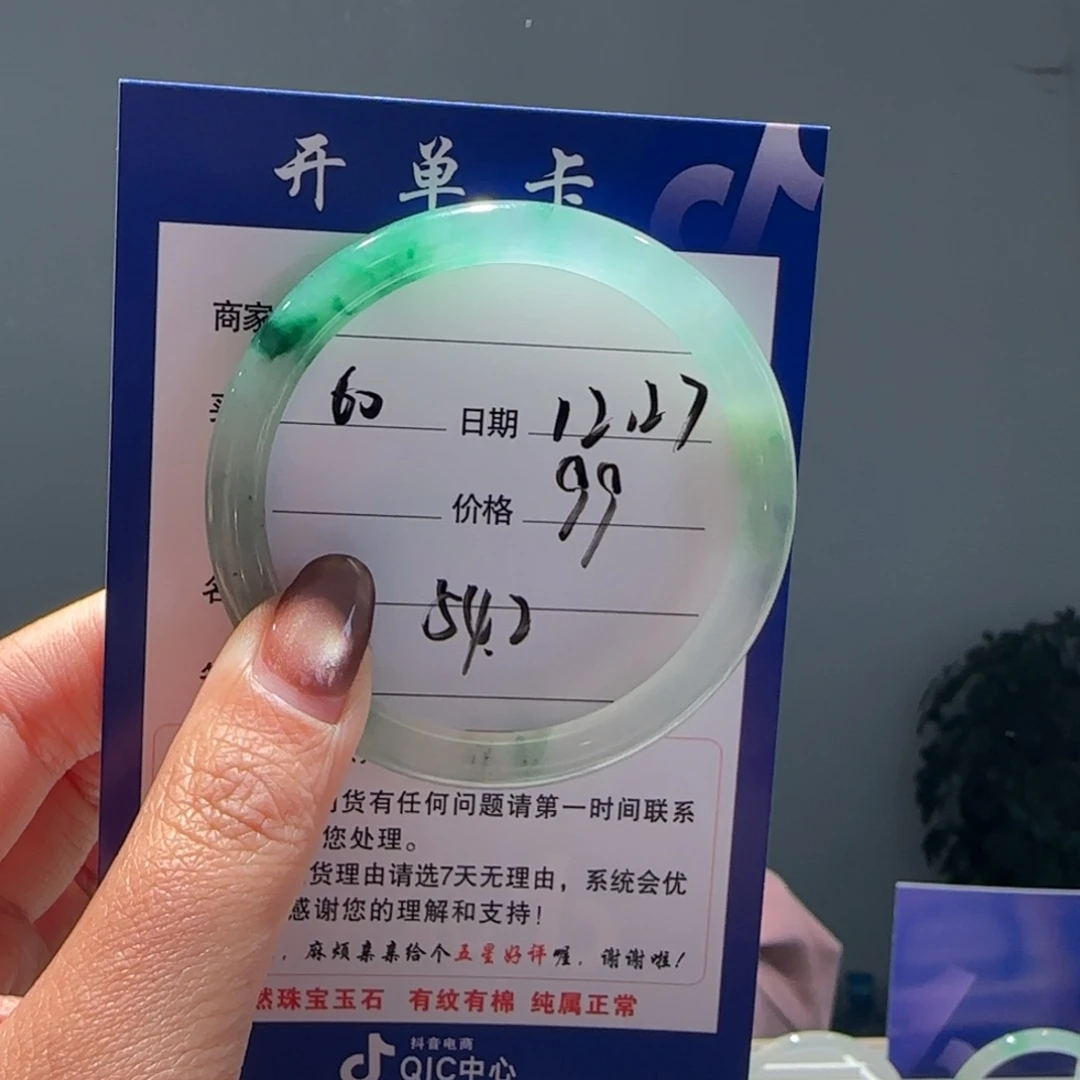 开单卡
商家
60 日期 12.27
价格 99
54.2
货有任何问题请第一时间联系
您处理。
货理由请选7天无理由，系统会优
感谢您的理解和支持！
，麻烦亲亲给个五星好评喔，谢谢啦！
然珠宝玉石 有纹有棉 纯属正常
抖音电商
QIC中心